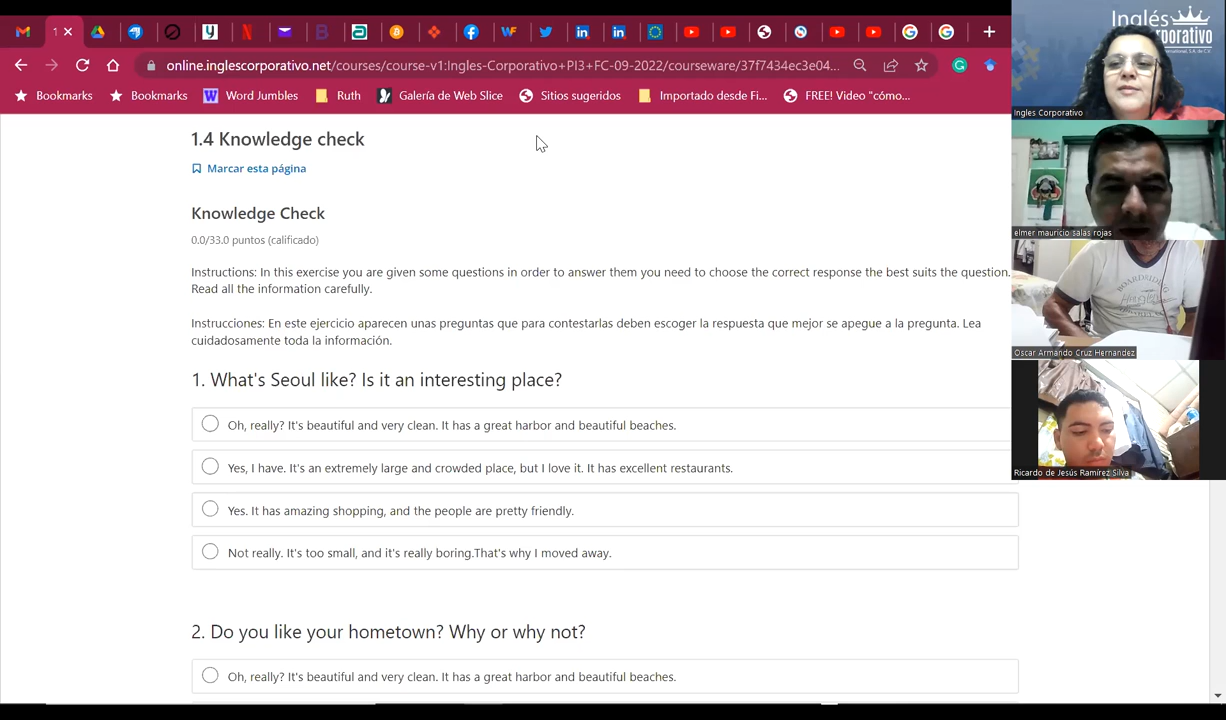 online.inglescorporativo.net/courses/course-v1:Ingles-Corporativo+PI3+FC-09-2022/courseware/37f7434ec3e04...
Bookmarks
Bookmarks
Word Jumbles
Ruth
Galería de Web Slice
Sitios sugeridos
Importado desde Fi...
FREE! Video "cómo...
1.4 Knowledge check
Marcar esta página
Knowledge Check
0.0/33.0 puntos (calificado)
Instructions: In this exercise you are given some questions in order to answer them you need to choose the correct response the best suits the question.
Read all the information carefully.
Instrucciones: En este ejercicio aparecen unas preguntas que para contestarlas deben escoger la respuesta que mejor se apegue a la pregunta. Lea
cuidadosamente toda la información.
1. What's Seoul like? Is it an interesting place?
Oh, really? It's beautiful and very clean. It has a great harbor and beautiful beaches.
Yes, I have. It's an extremely large and crowded place, but I love it. It has excellent restaurants.
Yes. It has amazing shopping, and the people are pretty friendly.
Not really. It's too small, and it's really boring.That's why I moved away.
2. Do you like your hometown? Why or why not?
Oh, really? It's beautiful and very clean. It has a great harbor and beautiful beaches.
Inglés
Ingles Corporativo
elmer mauricio salas rojas
BOARDSIDING
Oscar Armando Cruz Hernandez
Ricardo de Jesús Ramírez Silva